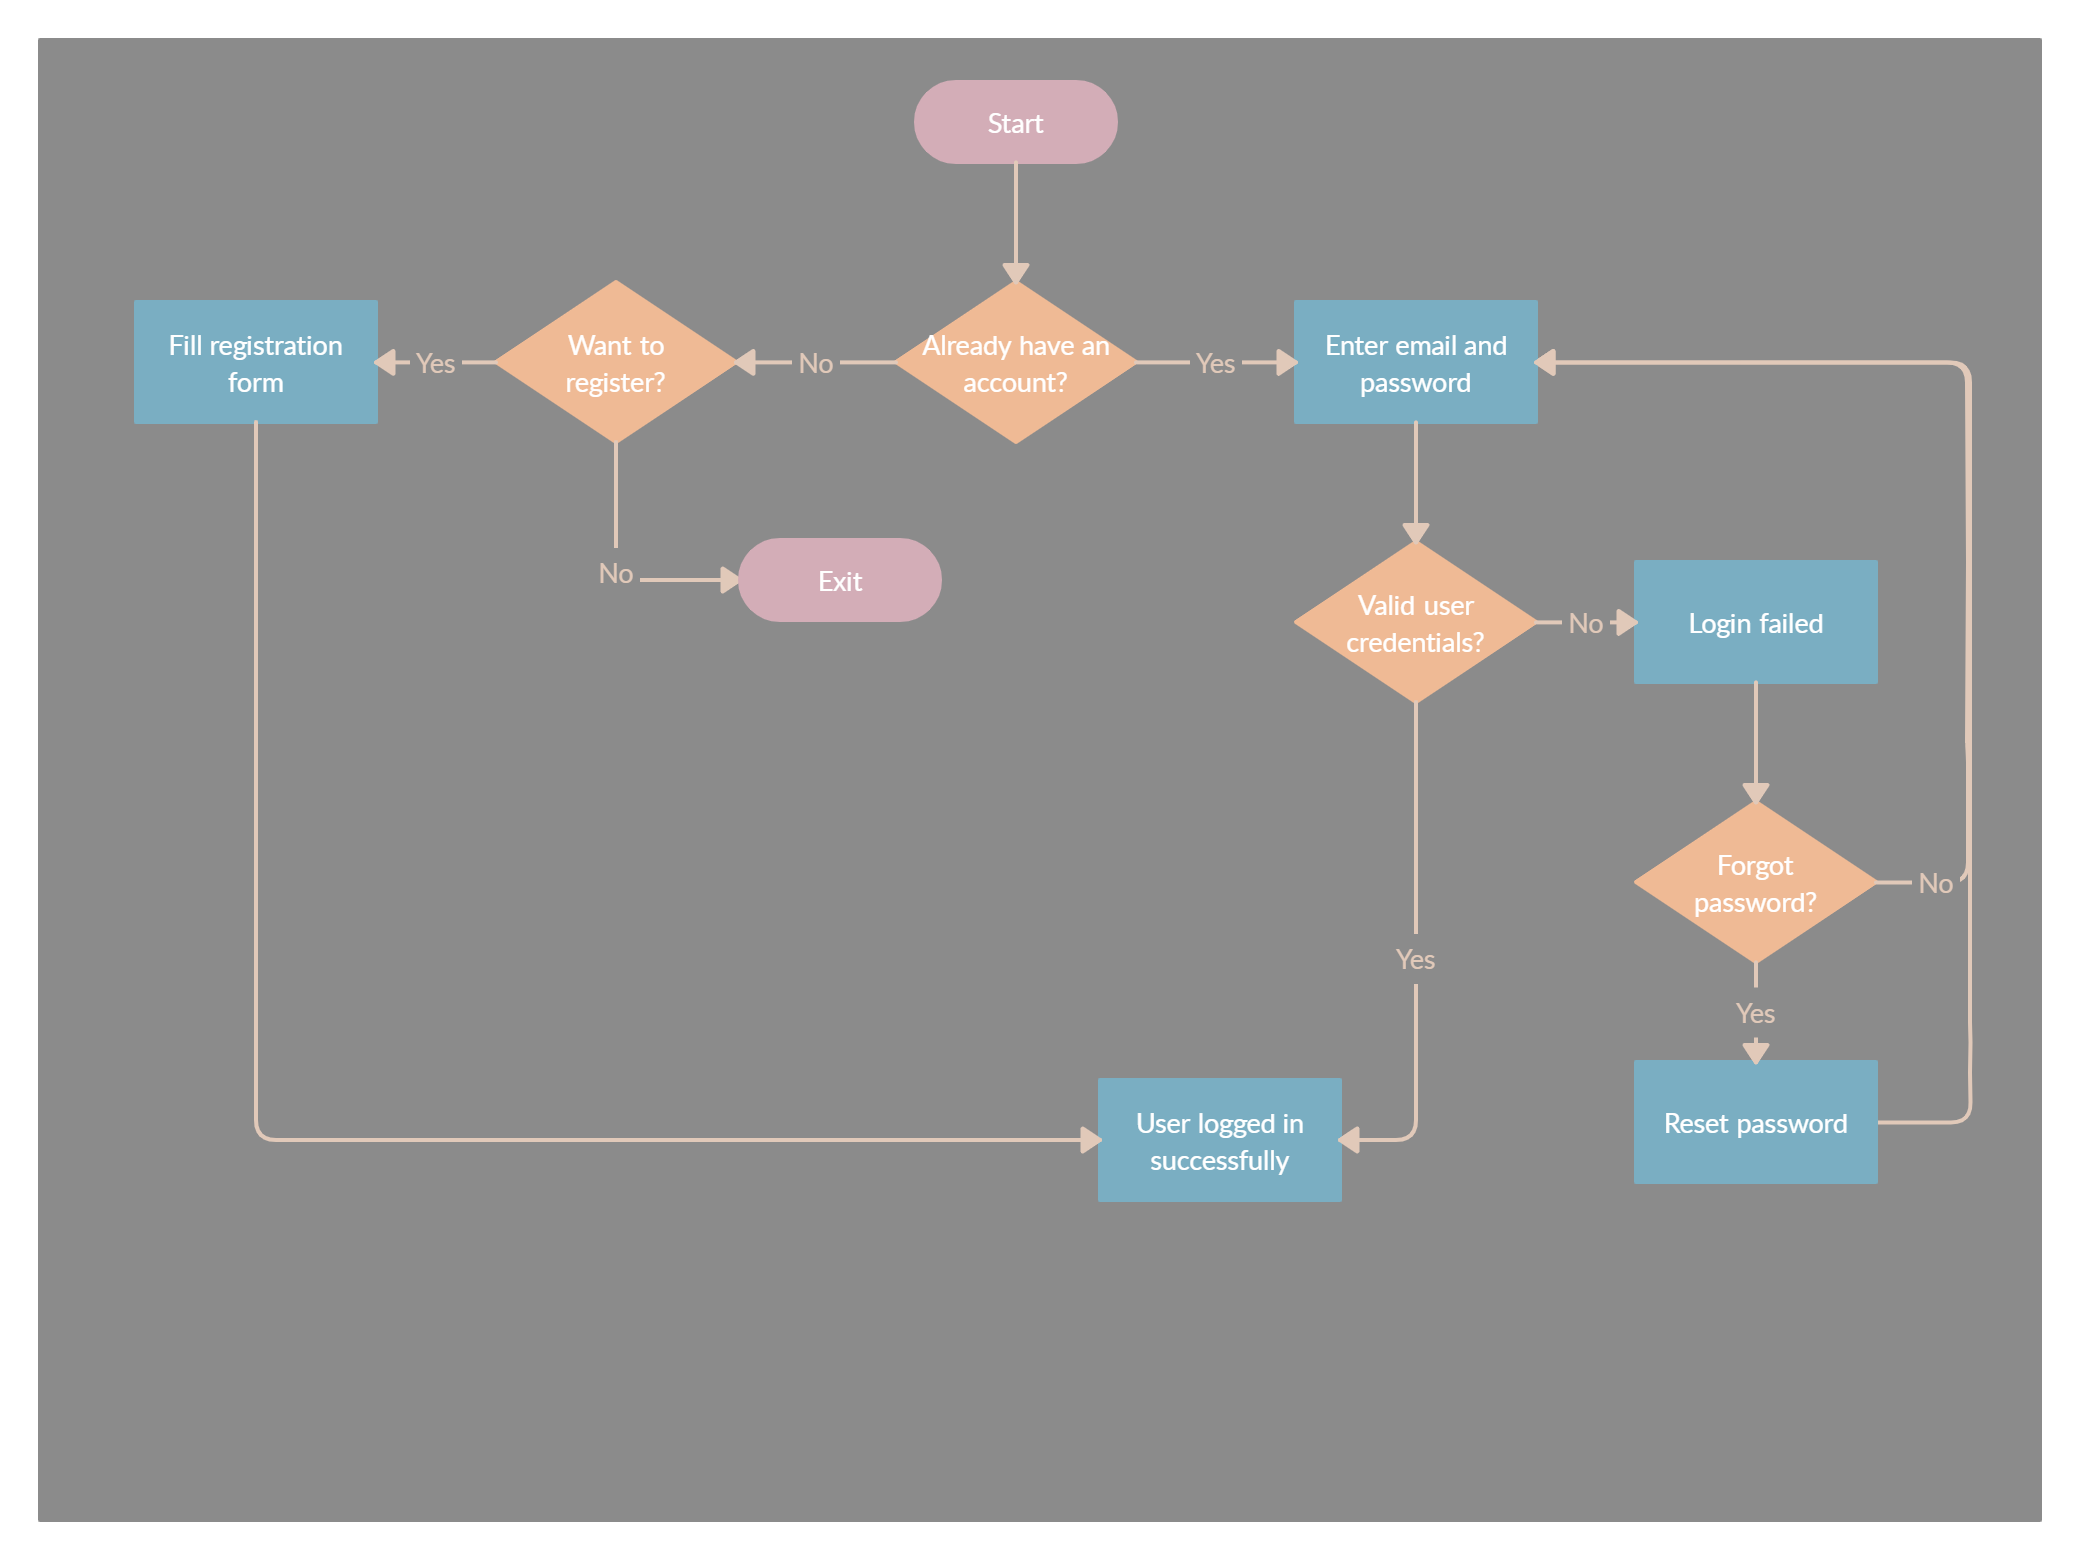 Start
Fill registration
form
Yes
Want to
register?
No
Already have an
account?
Yes
Enter email and
password
No
Exit
Valid user
credentials?
No
Login failed
Forgot
password?
No
Yes
Yes
User logged in
successfully
Reset password